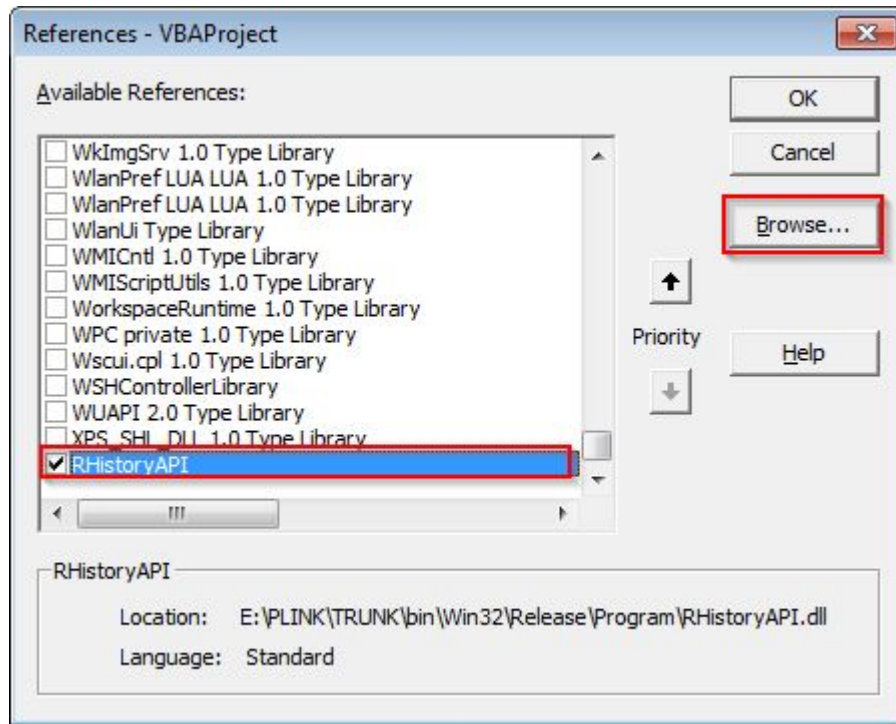 References - VBAProject
Available References:
OK
WkImgSrv 1.0 Type Library
Cancel
WlanPref LUA LUA 1.0 Type Library
WlanPref LUA LUA 1.0 Type Library
WlanUi Type Library
Browse...
WMICntl 1.0 Type Library
WMIScriptUtils 1.0 Type Library
WorkspaceRuntime 1.0 Type Library
WPC private 1.0 Type Library
Priority
Wscui.cpl 1.0 Type Library
Help
WSHControllerLibrary
WUAPI 2.0 Type Library
XPS_SHL_DLL 1.0 Type Library
RHistoryAPI
RHistoryAPI
Location: E:\PLINK\TRUNK\bin\Win32\Release\Program\RHistoryAPI.dll
Language: Standard